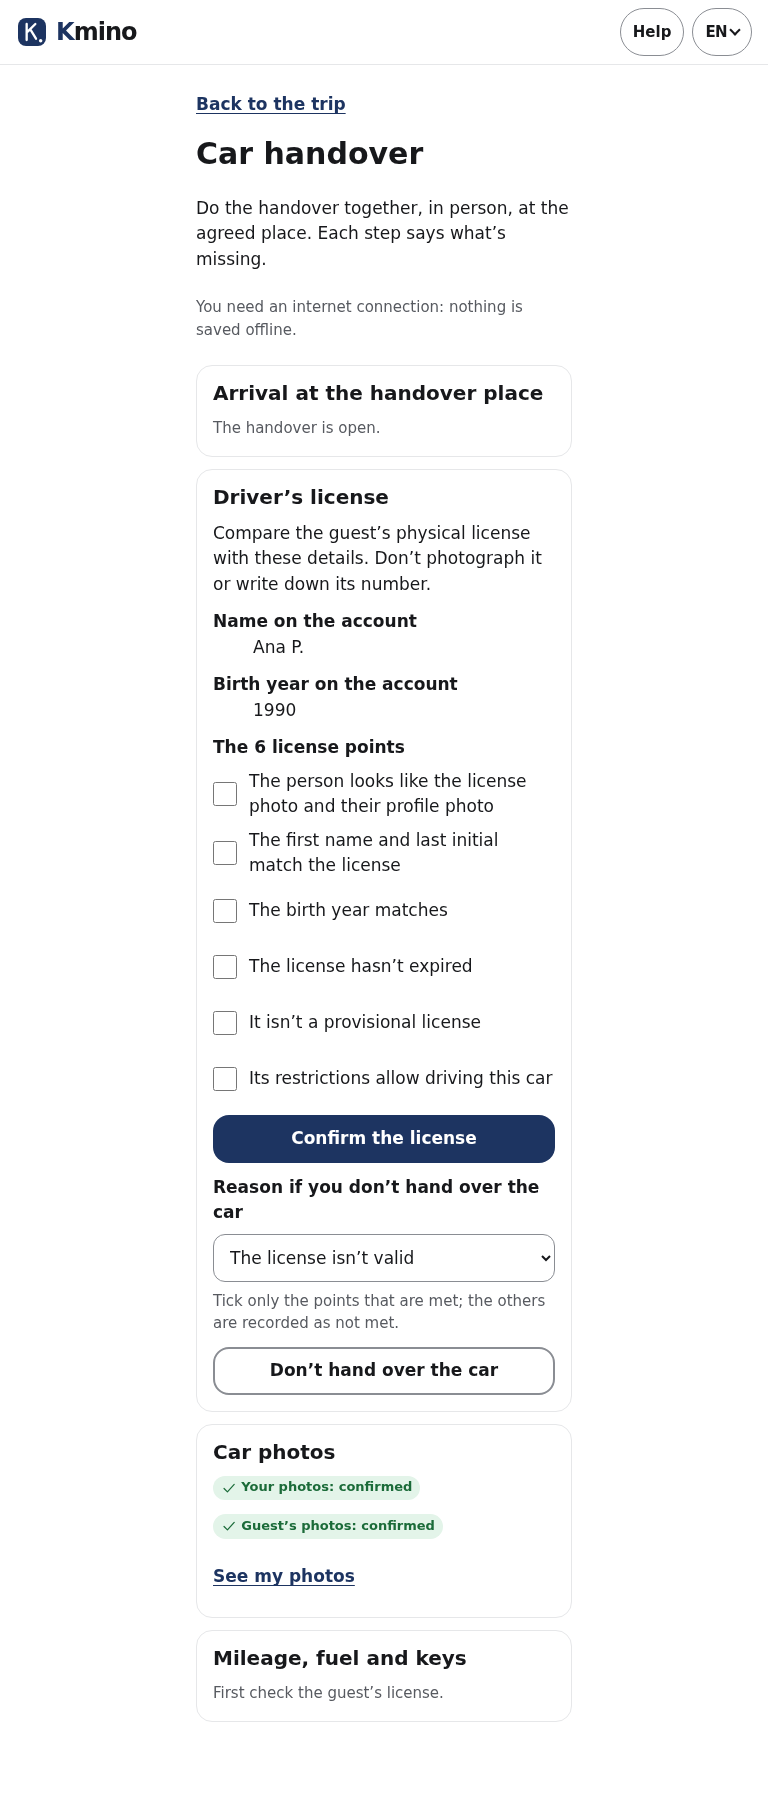 K. Kmino
Help
EN
Back to the trip
Car handover
Do the handover together, in person, at the
agreed place. Each step says what’s
missing.
You need an internet connection: nothing is
saved offline.
Arrival at the handover place
The handover is open.
Driver’s license
Compare the guest’s physical license
with these details. Don’t photograph it
or write down its number.
Name on the account
Ana P.
Birth year on the account
1990
The 6 license points
The person looks like the license
photo and their profile photo
The first name and last initial
match the license
The birth year matches
The license hasn’t expired
It isn’t a provisional license
Its restrictions allow driving this car
Confirm the license
Reason if you don’t hand over the
car
The license isn’t valid
Tick only the points that are met; the others
are recorded as not met.
Don’t hand over the car
Car photos
Your photos: confirmed
Guest’s photos: confirmed
See my photos
Mileage, fuel and keys
First check the guest’s license.